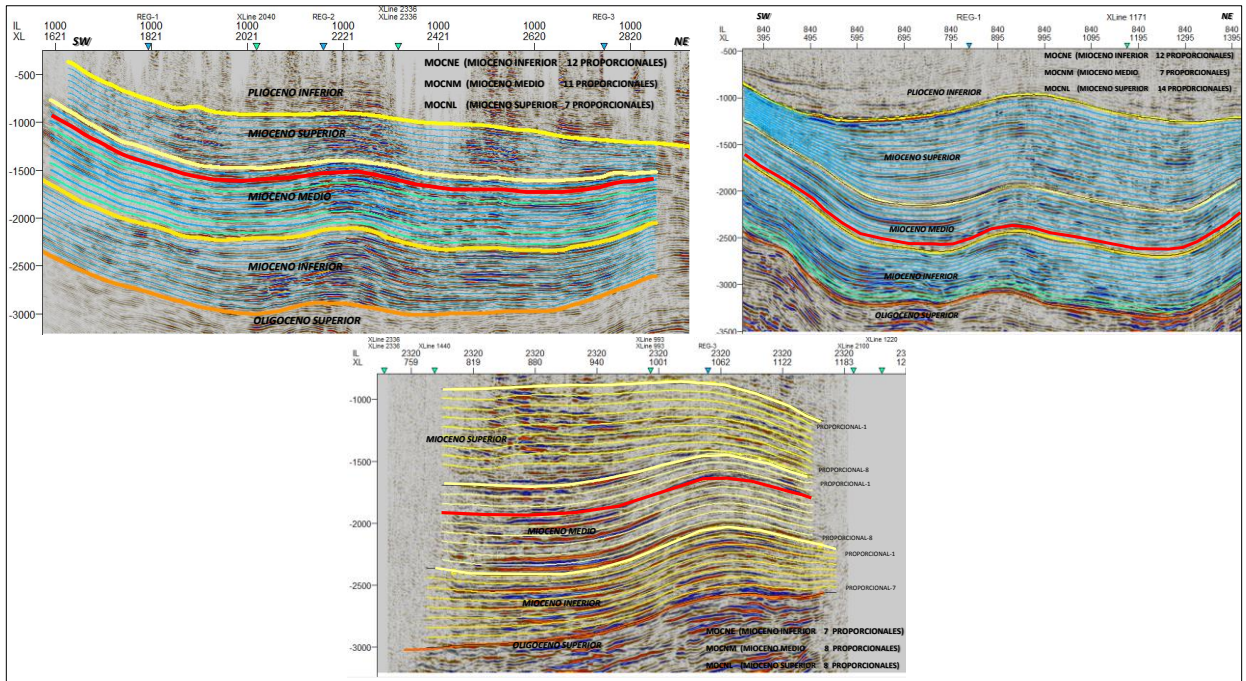 REG-1 XLine 2040 REG-2 XLine 2336 REG-3
XLine 2336
IL 1000 1000 1000 1000 1000 1000 1000
XL 1621 1821 2021 2221 2421 2620 2820
SW
NE
-500
-1000
-1500
-2000
-2500
-3000
MOCNE (MIOCENO INFERIOR 12 PROPORCIONALES)
MOCNM (MIOCENO MEDIO 11 PROPORCIONALES)
MOCNL (MIOCENO SUPERIOR 7 PROPORCIONALES)
PLIOCENO INFERIOR
MIOCENO SUPERIOR
MIOCENO MEDIO
MIOCENO INFERIOR
OLIGOCENO SUPERIOR
SW REG-1 XLine 1171 NE
IL 840 840 840 840 840 840 840 840 840 840 840
XL 395 495 595 695 795 895 995 1095 1195 1295 1395
-500
-1000
-1500
-2000
-2500
-3000
-3500
MOCNE (MIOCENO INFERIOR 12 PROPORCIONALES)
MOCNM (MIOCENO MEDIO 7 PROPORCIONALES)
MOCNL (MIOCENO SUPERIOR 14 PROPORCIONALES)
PLIOCENO INFERIOR
MIOCENO SUPERIOR
MIOCENO MEDIO
MIOCENO INFERIOR
OLIGOCENO SUPERIOR
XLine 2336 XLine 993 XLine 1220
XLine 2336 XLine 1440 XLine 993 REG-3 XLine 2100
IL 2320 2320 2320 2320 2320 2320 2320 2320 23
XL 759 819 880 940 1001 1062 1122 1183 12
-1000
-1500
-2000
-2500
-3000
MIOCENO SUPERIOR
PROPORCIONAL-1
PROPORCIONAL-8
PROPORCIONAL-1
MIOCENO MEDIO
PROPORCIONAL-8
PROPORCIONAL-1
PROPORCIONAL-7
MIOCENO INFERIOR
OLIGOCENO SUPERIOR
MOCNE (MIOCENO INFERIOR 7 PROPORCIONALES)
MOCNM (MIOCENO MEDIO 8 PROPORCIONALES)
MOCNL (MIOCENO SUPERIOR 8 PROPORCIONALES)